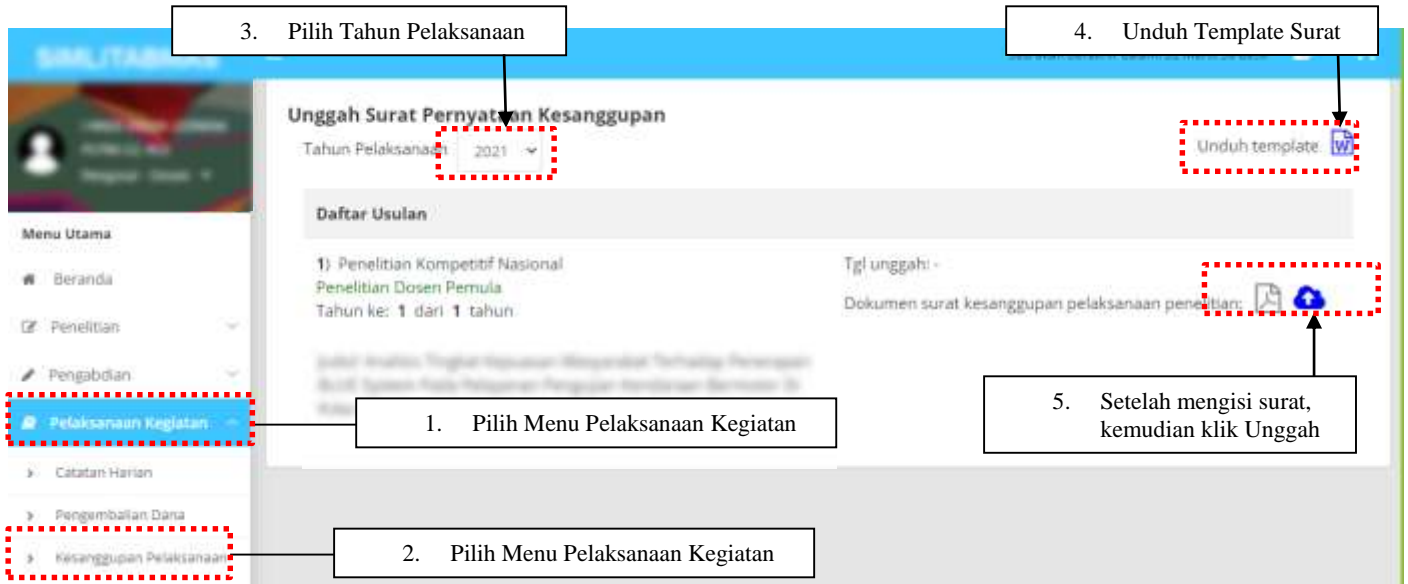 3. Pilih Tahun Pelaksanaan
4. Unduh Template Surat
SIMLITABMAS
Unggah Surat Pernyataan Kesanggupan
Tahun Pelaksanaan 2021
Unduh template
Daftar Usulan
Menu Utama
Beranda
Penelitian
Pengabdian
Pelaksanaan Kegiatan
Catatan Harian
Pengembalian Dana
Kesanggupan Pelaksanaan
1) Penelitian Kompetitif Nasional
Penelitian Dosen Pemula
Tahun ke: 1 dari 1 tahun
Tgl unggah: -
Dokumen surat kesanggupan pelaksanaan penelitian:
1. Pilih Menu Pelaksanaan Kegiatan
5. Setelah mengisi surat,
kemudian klik Unggah
2. Pilih Menu Pelaksanaan Kegiatan